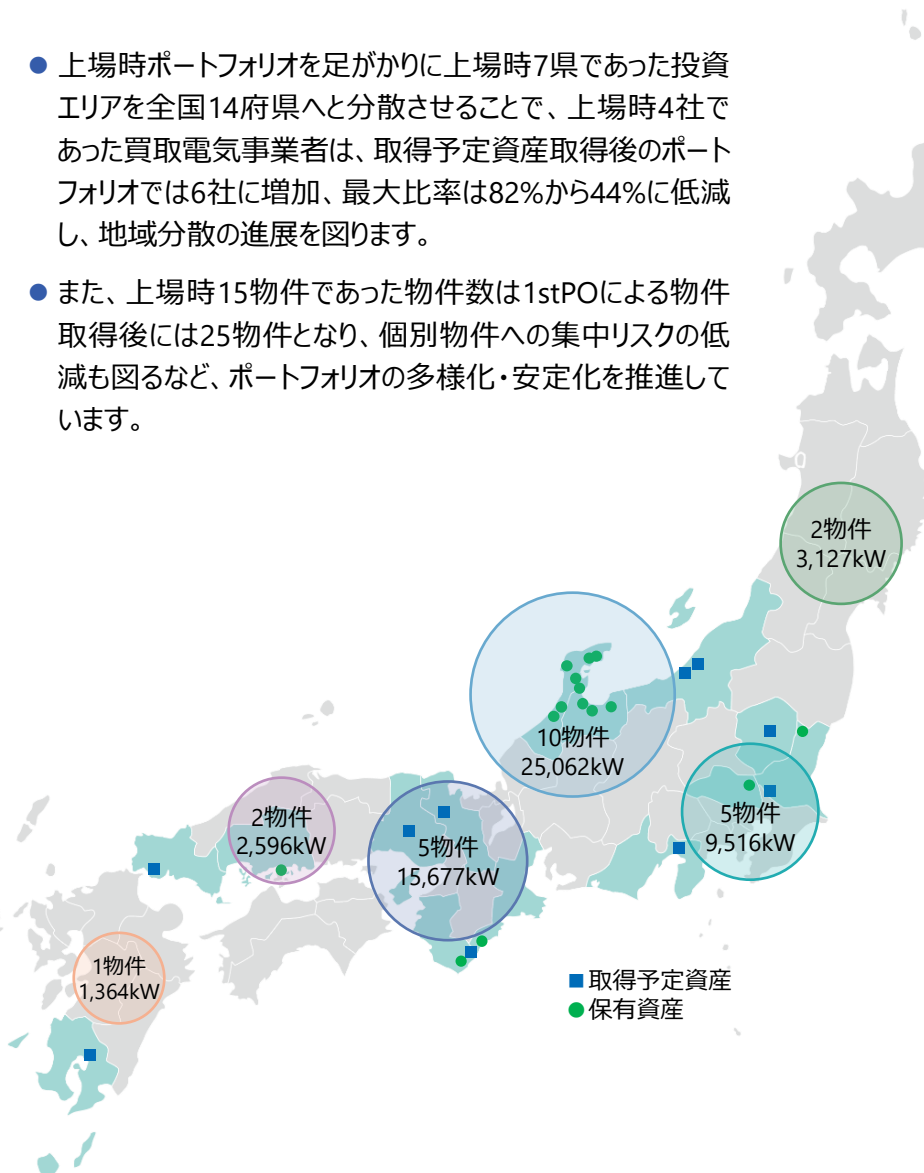 ● 上場時ポートフォリオを足がかりに上場時7県であった投資
エリアを全国14府県へと分散させることで、上場時4社で
あった買取電気事業者は、取得予定資産取得後のポート
フォリオでは6社に増加、最大比率は82%から44%に低減
し、地域分散の進展を図ります。
● また、上場時15物件であった物件数は1stPOによる物件
取得後には25物件となり、個別物件への集中リスクの低
減も図るなど、ポートフォリオの多様化・安定化を推進して
います。
2物件
3,127kW
10物件
25,062kW
2物件
2,596kW
5物件
15,677kW
5物件
9,516kW
1物件
1,364kW
■ 取得予定資産
● 保有資産